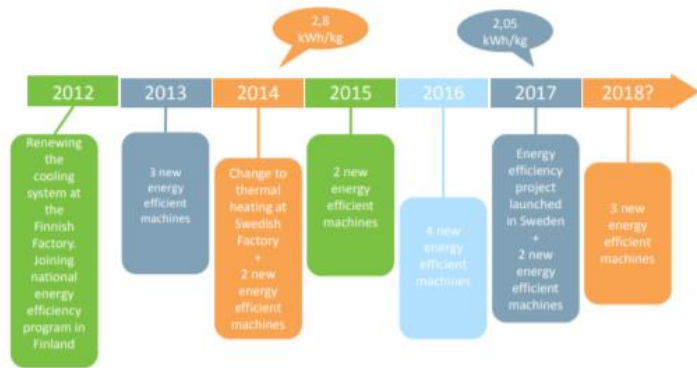 2,8
kWh/kg
2,05
kWh/kg
2012
2013
2014
2015
2016
2017
2018?
Renewing
the
cooling
system at
the
Finnish
Factory.
Joining
national
energy
efficiency
program in
Finland
3 new
energy
efficient
machines
Change to
thermal
heating at
Swedish
Factory
+
2 new
energy
efficient
machines
2 new
energy
efficient
machines
4 new
energy
efficient
machines
Energy
efficiency
project
launched
in Sweden
+
2 new
energy
efficient
machines
3 new
energy
efficient
machines